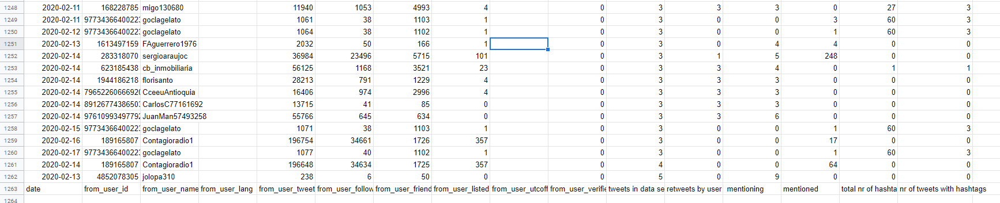 1248 2020-02-11 168228785 migo130680 11940 1053 4993 4 0 3 3 3 0 27 3
1249 2020-02-11 97734366400223 goclagelato 1061 38 1103 1 0 3 0 0 3 60 3
1250 2020-02-12 97734366400223 goclagelato 1064 38 1102 1 0 3 0 0 1 60 3
1251 2020-02-13 1613497159 FAguerrero1976 2032 50 166 1 0 3 0 4 4 0 0
1252 2020-02-14 283318070 sergioaraujoc 36984 23496 5715 101 0 3 1 5 248 0 0
1253 2020-02-14 623185438 cb_inmobiliaria 56125 1168 3521 23 0 3 3 4 0 1 1
1254 2020-02-14 1944186218 florisanto 28213 791 1229 4 0 3 3 3 0 0 0
1255 2020-02-14 79652260666920 CceeuAntioquia 16406 974 2996 4 0 3 3 3 0 0 0
1256 2020-02-14 89126774386503 CarlosC77161692 13715 41 85 0 0 3 3 3 0 0 0
1257 2020-02-14 97610993497792 JuanMan57493258 55766 645 634 0 0 3 3 6 0 0 0
1258 2020-02-15 97734366400223 goclagelato 1071 38 1103 1 0 3 0 0 1 60 3
1259 2020-02-16 189165807 Contagioradio1 196754 34661 1726 357 0 3 0 0 17 0 0
1260 2020-02-17 97734366400223 goclagelato 1077 40 1102 1 0 3 0 0 1 60 3
1261 2020-02-14 189165807 Contagioradio1 196648 34634 1725 357 0 4 0 0 64 0 0
1262 2020-02-13 4852078305 jolopa310 238 6 50 0 0 5 0 9 0 0 0
1263 date from_user_id from_user_name from_user_lang from_user_tweet from_user_follow from_user_friend from_user_listed from_user_utcoff from_user_verifie tweets in data se retweets by user mentioning mentioned total nr of hashta nr of tweets with hashtags
1264